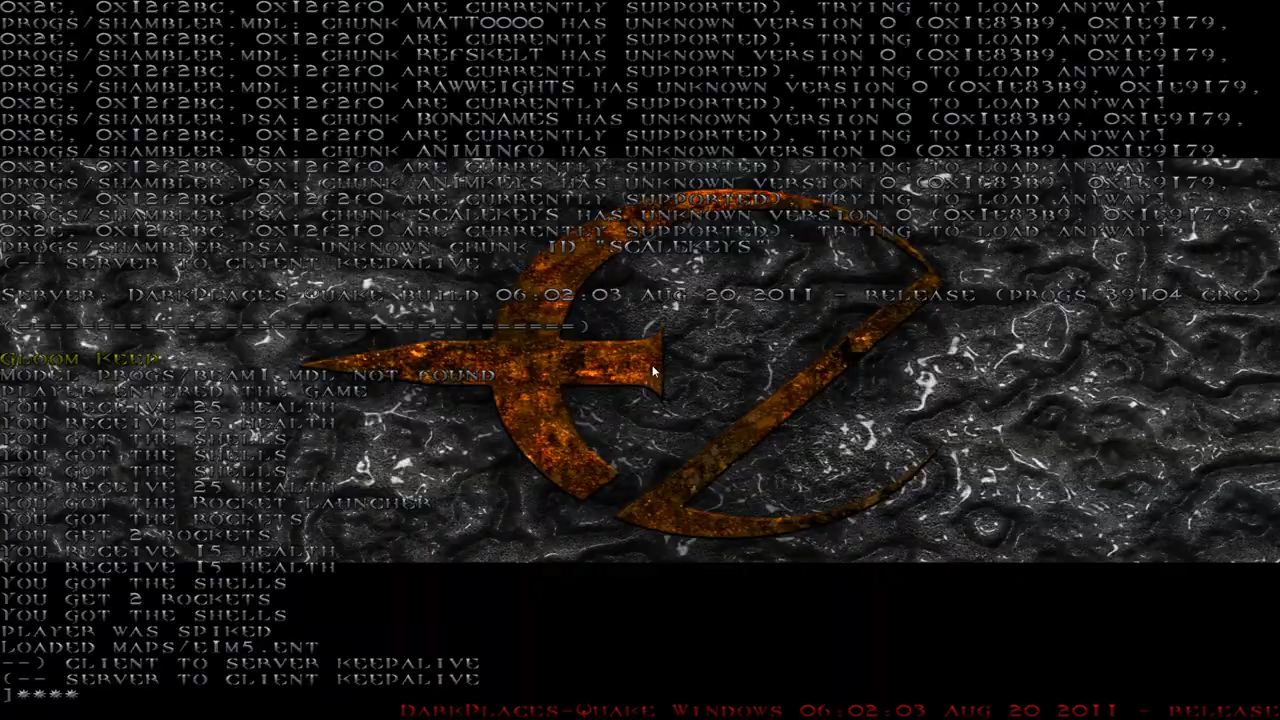 0x2e, 0x12f2bc, 0x12f2f0 are currently supported), trying to load anyway!
progs/shambler.mdl: chunk MATT0000 has unknown version 0 (0x1e83b9, 0x1e9179,
0x2e, 0x12f2bc, 0x12f2f0 are currently supported), trying to load anyway!
progs/shambler.mdl: chunk REFSKELT has unknown version 0 (0x1e83b9, 0x1e9179,
0x2e, 0x12f2bc, 0x12f2f0 are currently supported), trying to load anyway!
progs/shambler.mdl: chunk RAWWEIGHTS has unknown version 0 (0x1e83b9, 0x1e9179,
0x2e, 0x12f2bc, 0x12f2f0 are currently supported), trying to load anyway!
progs/shambler.psa: chunk BONENAMES has unknown version 0 (0x1e83b9, 0x1e9179,
0x2e, 0x12f2bc, 0x12f2f0 are currently supported), trying to load anyway!
progs/shambler.psa: chunk ANIMINFO has unknown version 0 (0x1e83b9, 0x1e9179,
0x2e, 0x12f2bc, 0x12f2f0 are currently supported), trying to load anyway!
progs/shambler.psa: chunk ANIMKEYS has unknown version 0 (0x1e83b9, 0x1e9179,
0x2e, 0x12f2bc, 0x12f2f0 are currently supported), trying to load anyway!
progs/shambler.psa: chunk SCALEKEYS has unknown version 0 (0x1e83b9, 0x1e9179,
0x2e, 0x12f2bc, 0x12f2f0 are currently supported), trying to load anyway!
progs/shambler.psa: unknown chunk ID "SCALEKEYS"
(-- server to client keepalive
Server: DarkPlaces-Quake build 06:02:03 Aug 20 2011 - release (progs 39104 crc)
(===================================)
Gloom Keep
Model progs/beam1.mdl not found
player entered the game
You receive 25 health
You receive 25 health
You got the shells
You got the shells
You got the shells
You receive 25 health
You got the Rocket Launcher
You got the rockets
You get 2 rockets
You receive 15 health
You receive 15 health
You got the shells
You get 2 rockets
You got the shells
player was spiked
Loaded maps/e1m5.ent
--) client to server keepalive
(-- server to client keepalive
]****
DarkPlaces-Quake Windows 06:02:03 Aug 20 2011 - release